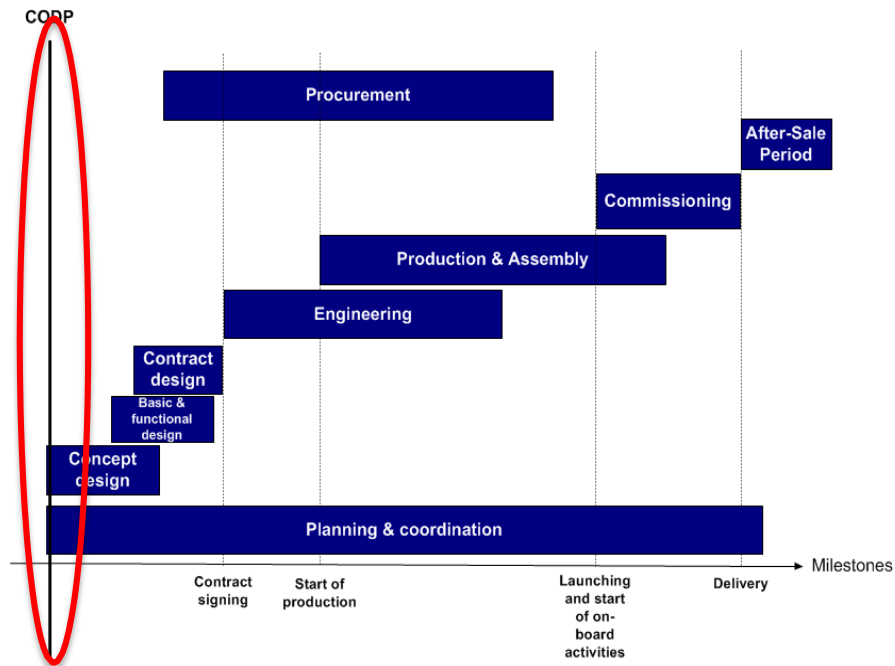 CODP
Procurement
After-Sale
Period
Commissioning
Production & Assembly
Engineering
Contract
design
Basic &
functional
design
Concept
design
Planning & coordination
Milestones
Contract
signing
Start of
production
Launching
and start
of on-
board
activities
Delivery